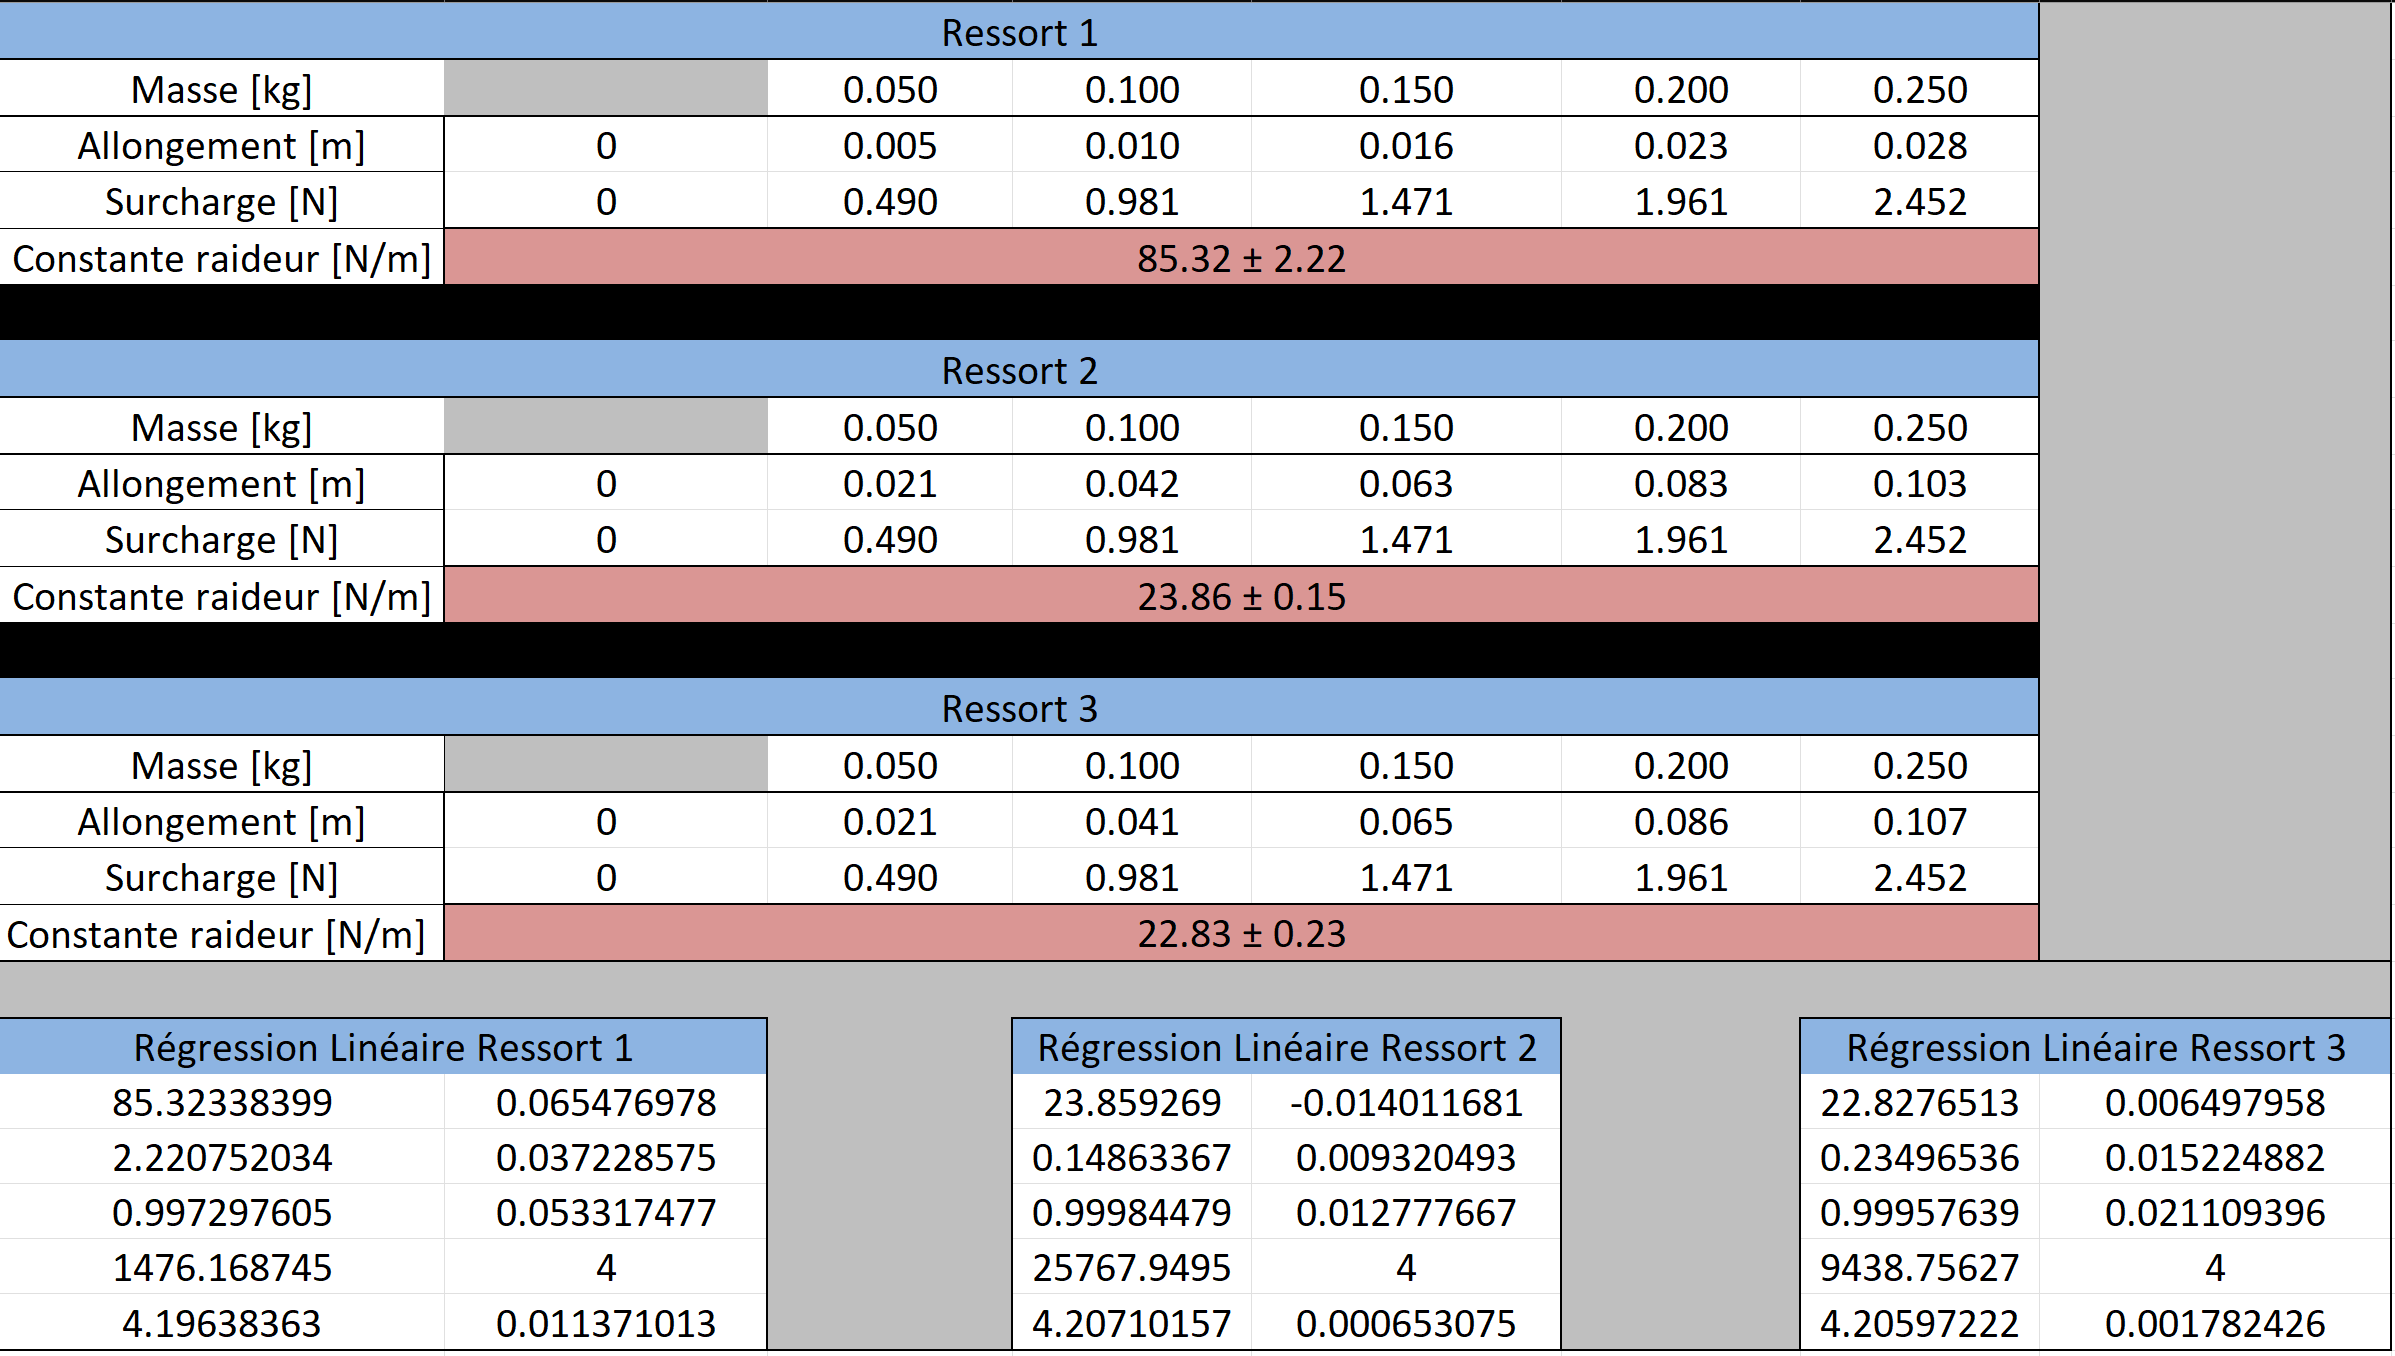 Ressort 1
Masse [kg] 0.050 0.100 0.150 0.200 0.250
Allongement [m] 0 0.005 0.010 0.016 0.023 0.028
Surcharge [N] 0 0.490 0.981 1.471 1.961 2.452
Constante raideur [N/m] 85.32 ± 2.22
Ressort 2
Masse [kg] 0.050 0.100 0.150 0.200 0.250
Allongement [m] 0 0.021 0.042 0.063 0.083 0.103
Surcharge [N] 0 0.490 0.981 1.471 1.961 2.452
Constante raideur [N/m] 23.86 ± 0.15
Ressort 3
Masse [kg] 0.050 0.100 0.150 0.200 0.250
Allongement [m] 0 0.021 0.041 0.065 0.086 0.107
Surcharge [N] 0 0.490 0.981 1.471 1.961 2.452
Constante raideur [N/m] 22.83 ± 0.23
Régression Linéaire Ressort 1 Régression Linéaire Ressort 2 Régression Linéaire Ressort 3
85.32338399 0.065476978 23.859269 -0.014011681 22.8276513 0.006497958
2.220752034 0.037228575 0.14863367 0.009320493 0.23496536 0.015224882
0.997297605 0.053317477 0.99984479 0.012777667 0.99957639 0.021109396
1476.168745 4 25767.9495 4 9438.75627 4
4.19638363 0.011371013 4.20710157 0.000653075 4.20597222 0.001782426